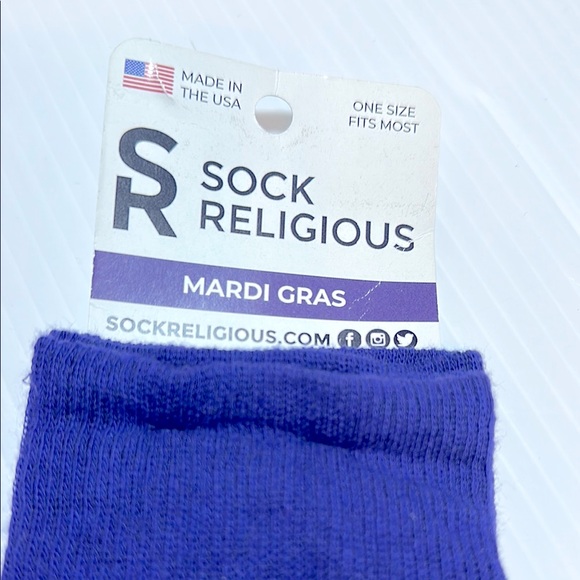 MADE IN
THE USA
ONE SIZE
FITS MOST
SR
SOCK
RELIGIOUS
MARDI GRAS
SOCKRELIGIOUS.COM